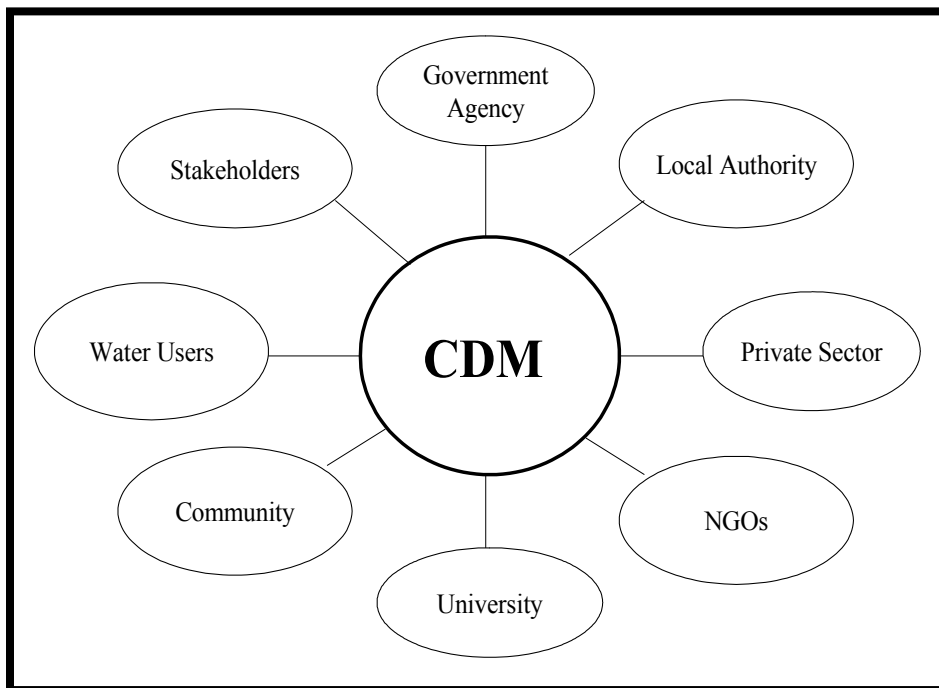 Government
Agency
Stakeholders
Local Authority
Water Users
CDM
Private Sector
Community
NGOs
University